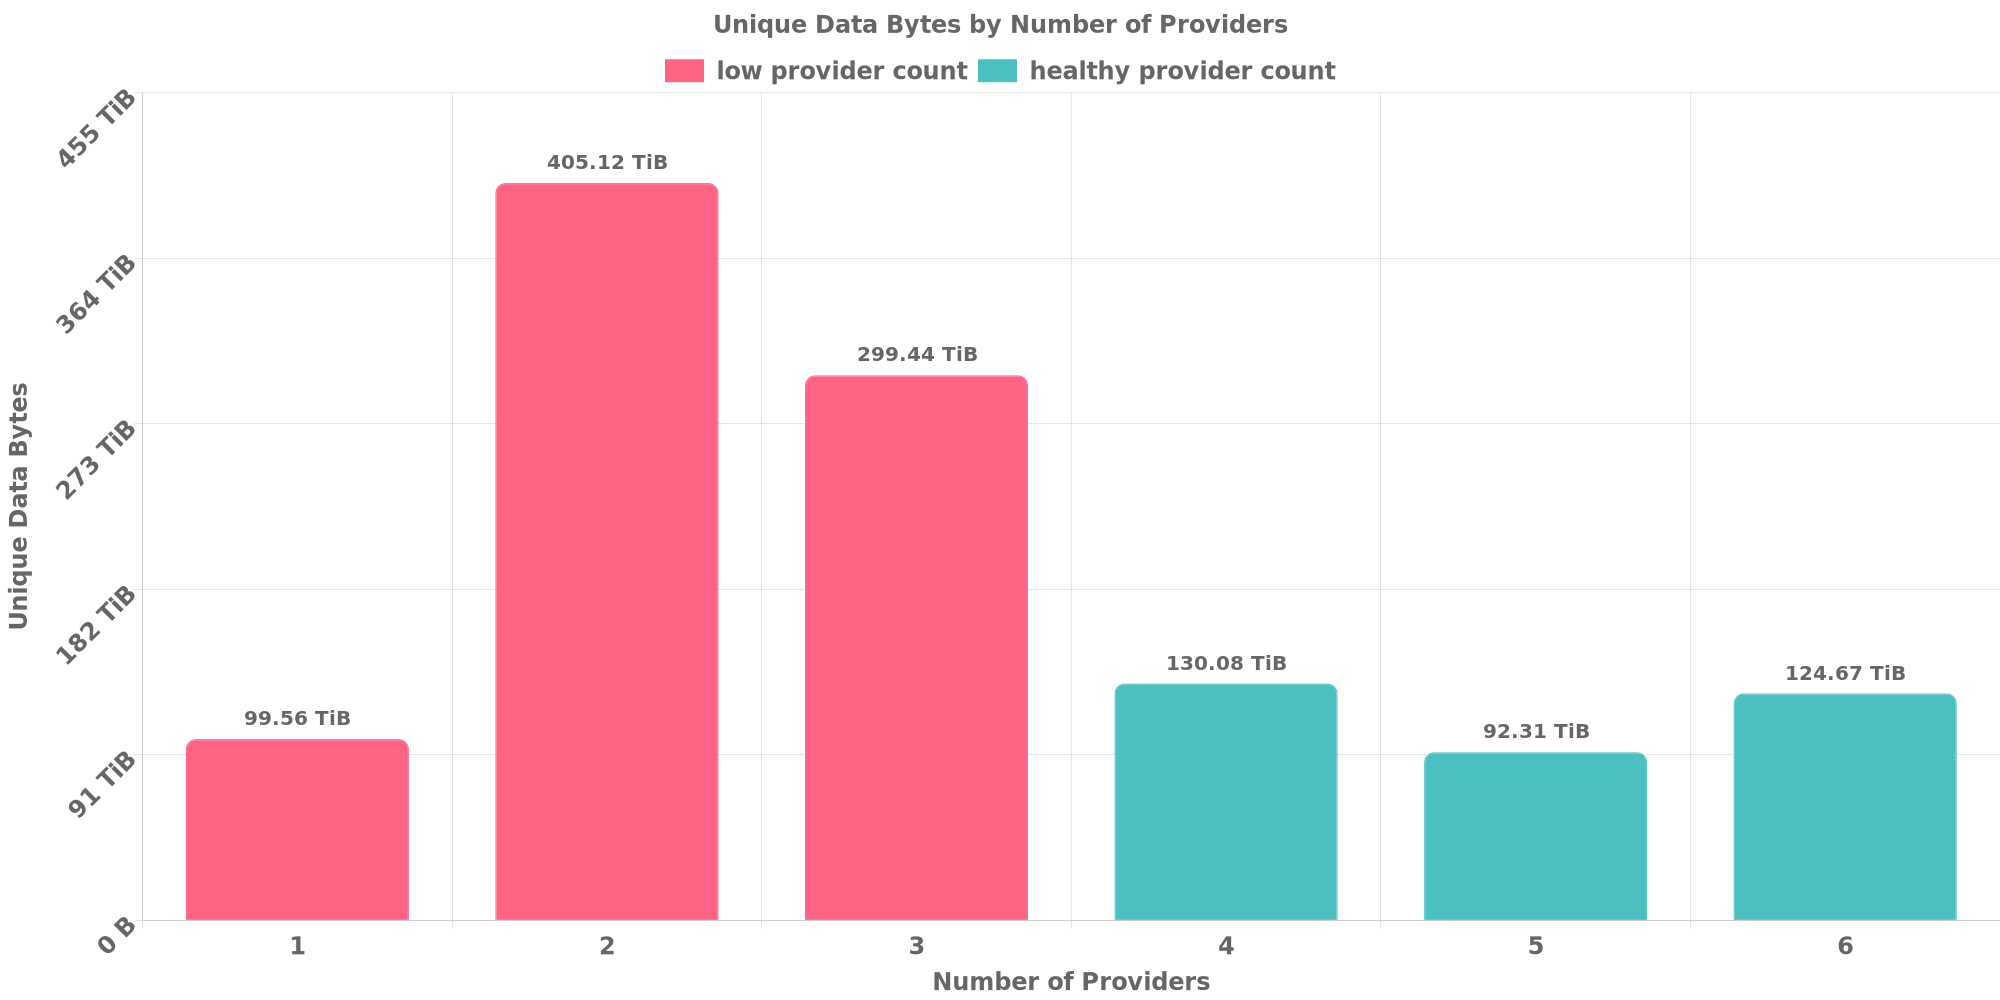 Unique Data Bytes by Number of Providers
low provider count healthy provider count
455 TiB
364 TiB
273 TiB
182 TiB
91 TiB
0 B
Unique Data Bytes
99.56 TiB
405.12 TiB
299.44 TiB
130.08 TiB
92.31 TiB
124.67 TiB
1 2 3 4 5 6
Number of Providers